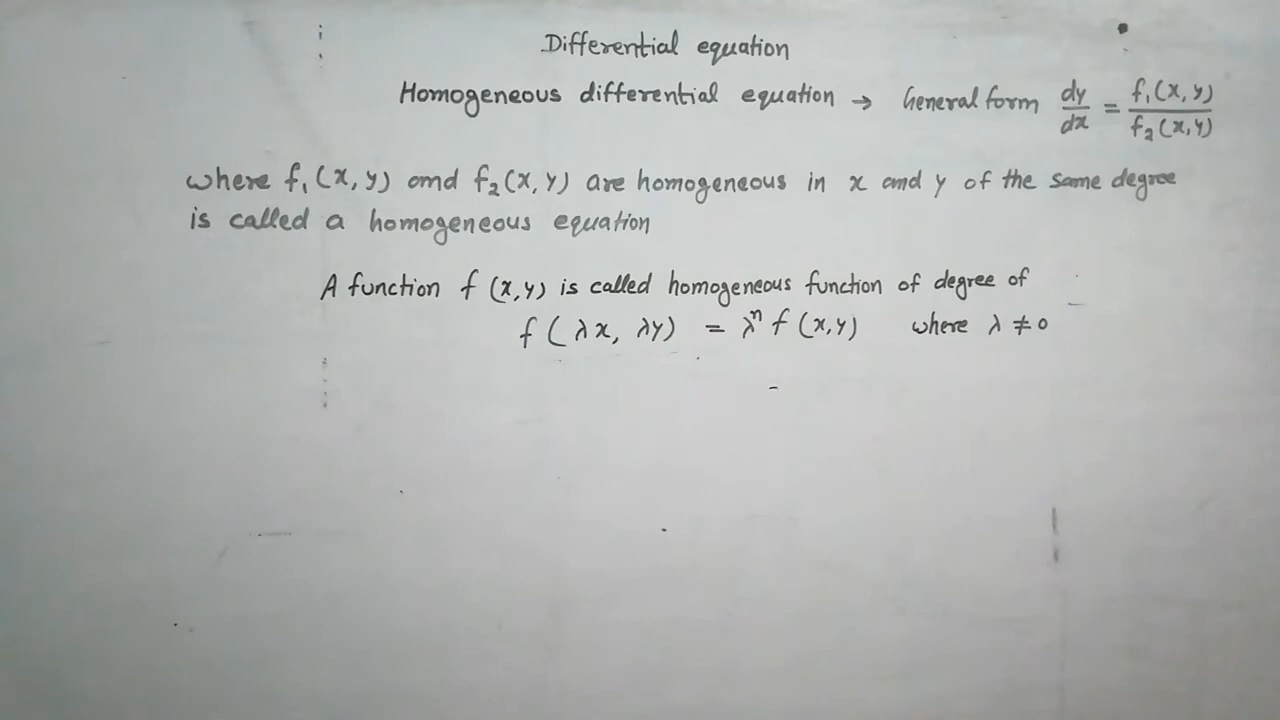 Differential equation
Homogeneous differential equation → General form dy/dx = f₁(x, y)/f₂(x, y)
where f₁(x, y) and f₂(x, y) are homogeneous in x and y of the same degree
is called a homogeneous equation
A function f (x, y) is called homogeneous function of degree of
f(λx, λy) = λⁿ f(x, y) where λ ≠ 0